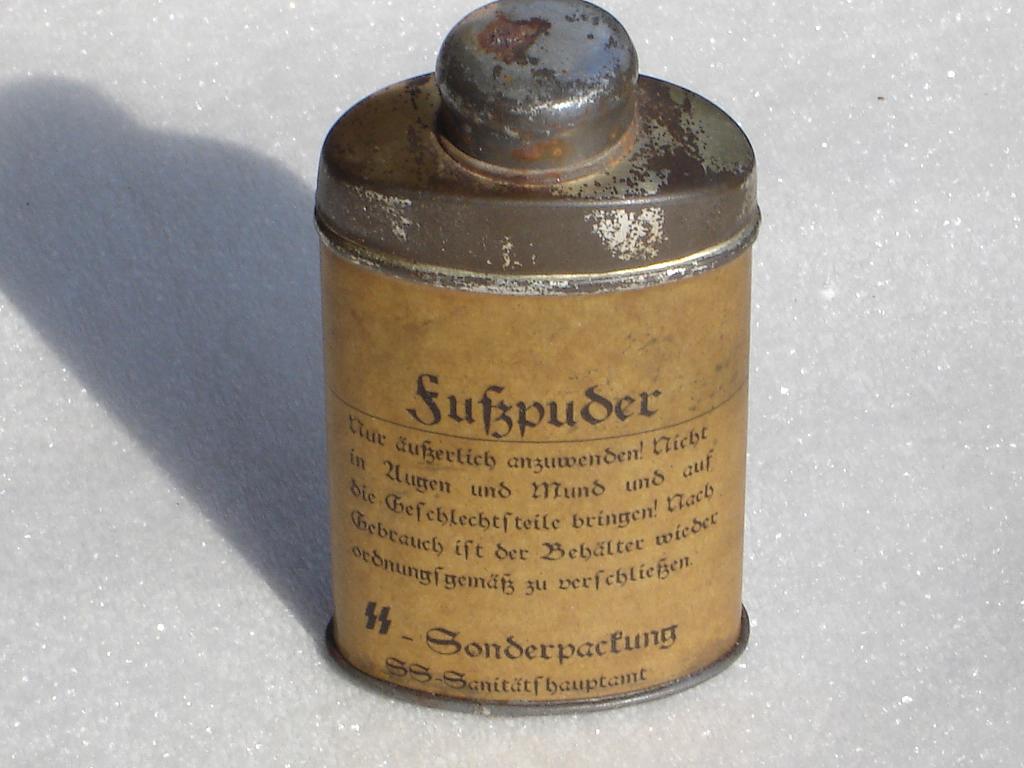 Fußpuder
Nur äußerlich anzuwenden! Nicht
in Augen und Mund und auf
die Geschlechtsteile bringen! Nach
Gebrauch ist der Behälter wieder
ordnungsgemäß zu verschließen.
ᛋᛋ - Sonderpackung
SS-Sanitätshauptamt